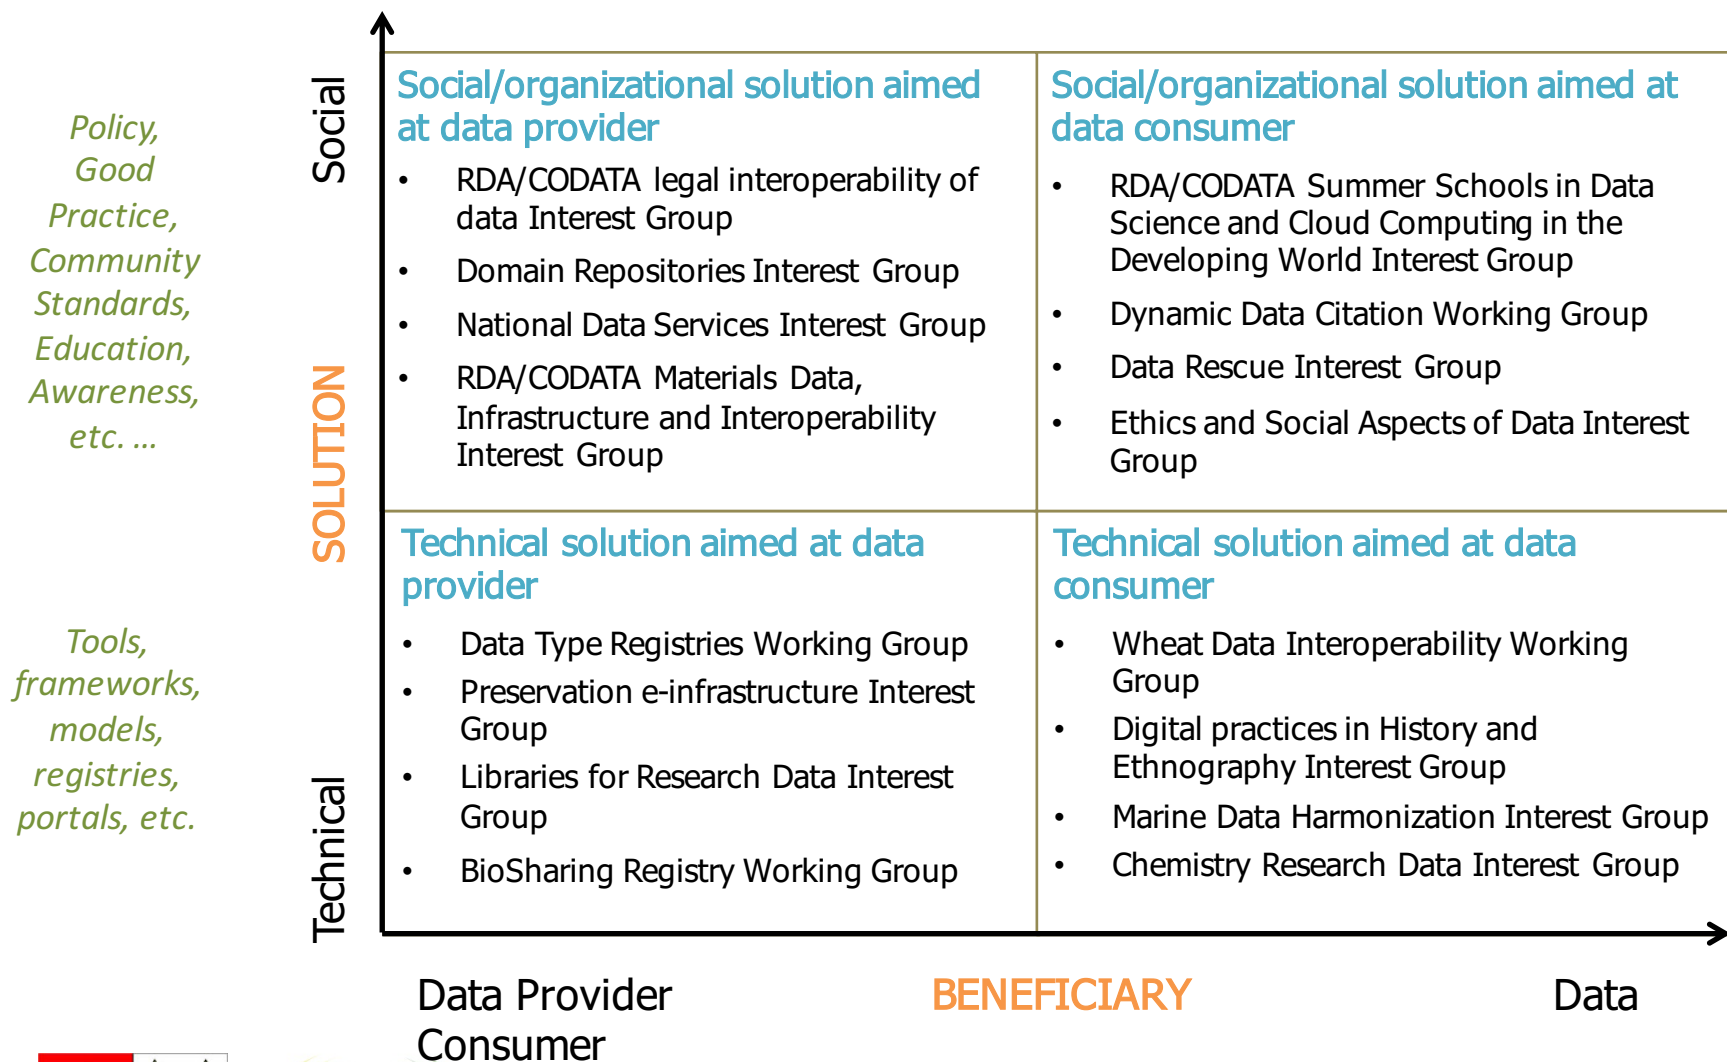 Policy,
Good
Practice,
Community
Standards,
Education,
Awareness,
etc. ...
Tools,
frameworks,
models,
registries,
portals, etc.
Social
SOLUTION
Technical
Social/organizational solution aimed
at data provider
• RDA/CODATA legal interoperability of
data Interest Group
• Domain Repositories Interest Group
• National Data Services Interest Group
• RDA/CODATA Materials Data,
Infrastructure and Interoperability
Interest Group
Social/organizational solution aimed at
data consumer
• RDA/CODATA Summer Schools in Data
Science and Cloud Computing in the
Developing World Interest Group
• Dynamic Data Citation Working Group
• Data Rescue Interest Group
• Ethics and Social Aspects of Data Interest
Group
Technical solution aimed at data
provider
• Data Type Registries Working Group
• Preservation e-infrastructure Interest
Group
• Libraries for Research Data Interest
Group
• BioSharing Registry Working Group
Technical solution aimed at data
consumer
• Wheat Data Interoperability Working
Group
• Digital practices in History and
Ethnography Interest Group
• Marine Data Harmonization Interest Group
• Chemistry Research Data Interest Group
Data Provider BENEFICIARY Data
Consumer